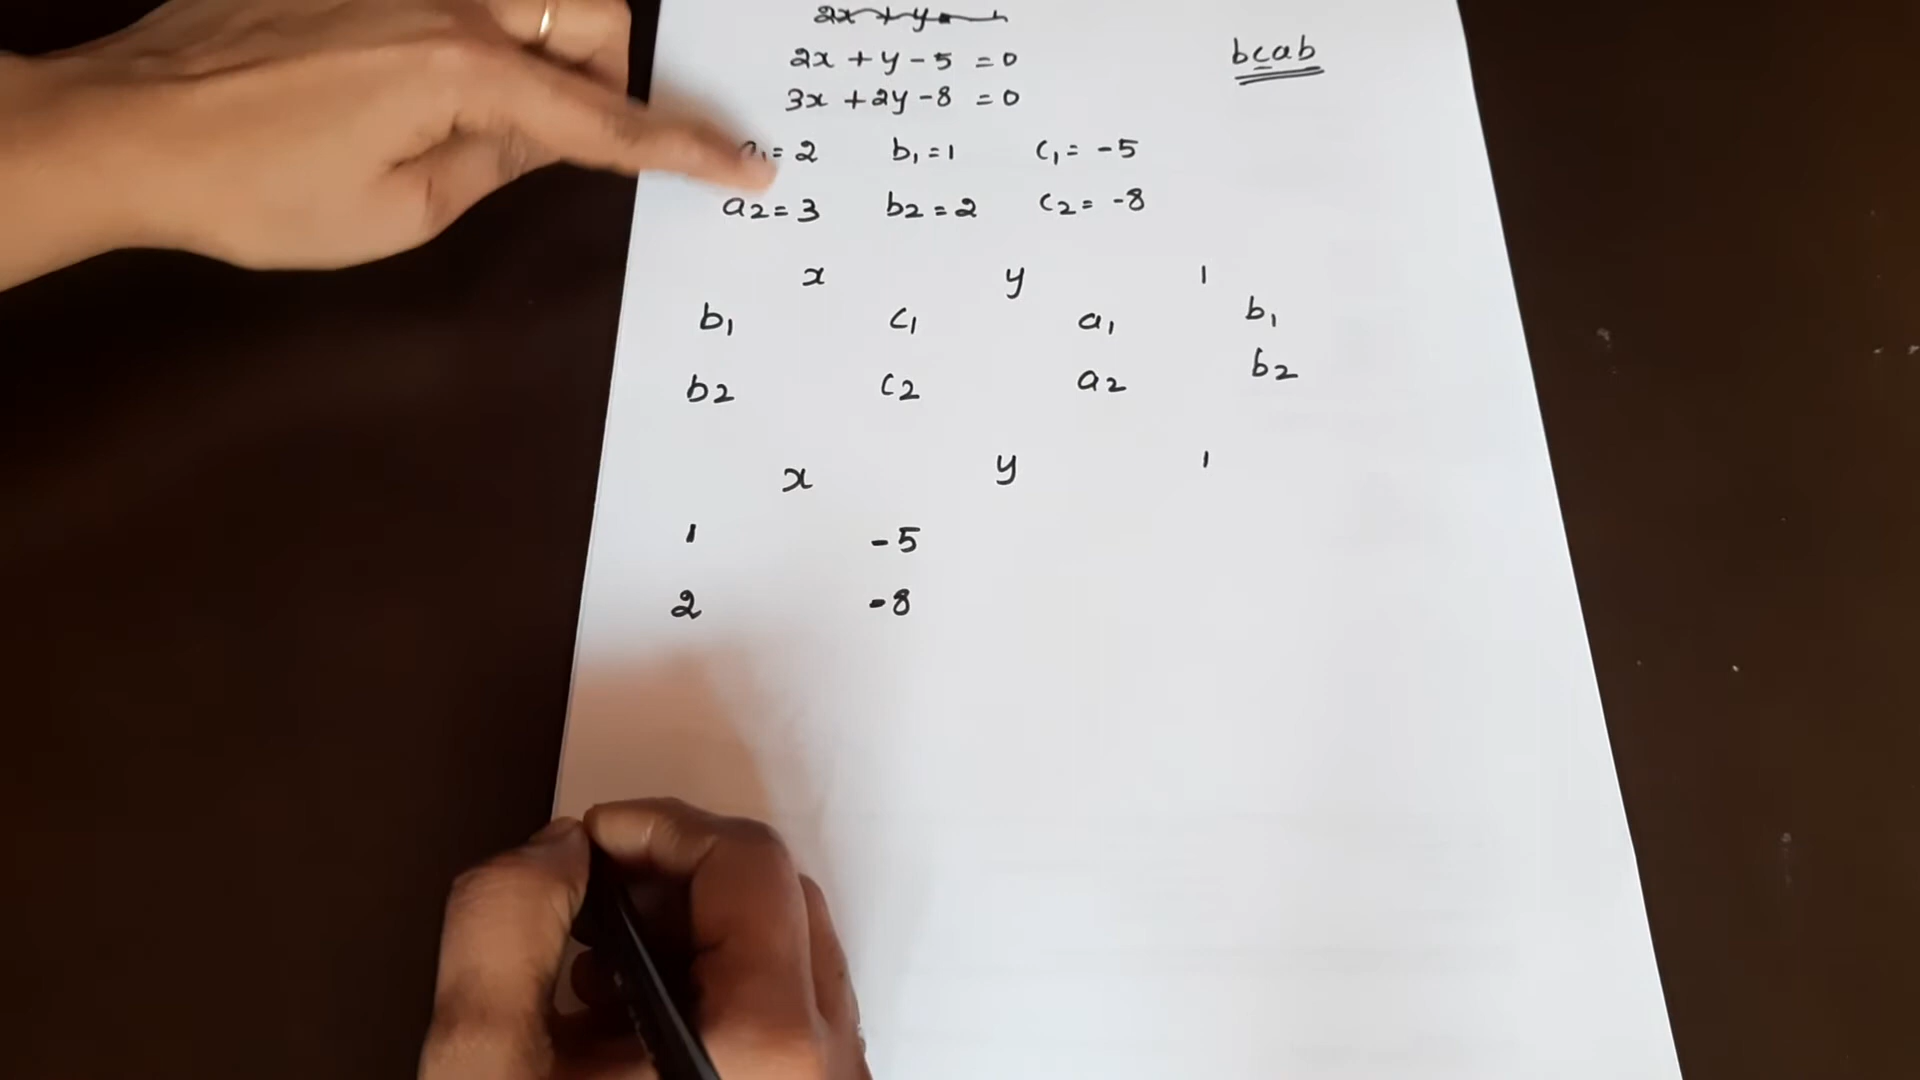 2x + y - 5 = 0
bcab
3x + 2y - 8 = 0
a₁ = 2 b₁ = 1 c₁ = -5
a2 = 3 b2 = 2 c2 = -8
x y 1
b₁ c₁ a₁ b₁
b2 c2 a2 b2
x y 1
1 -5
2 -8